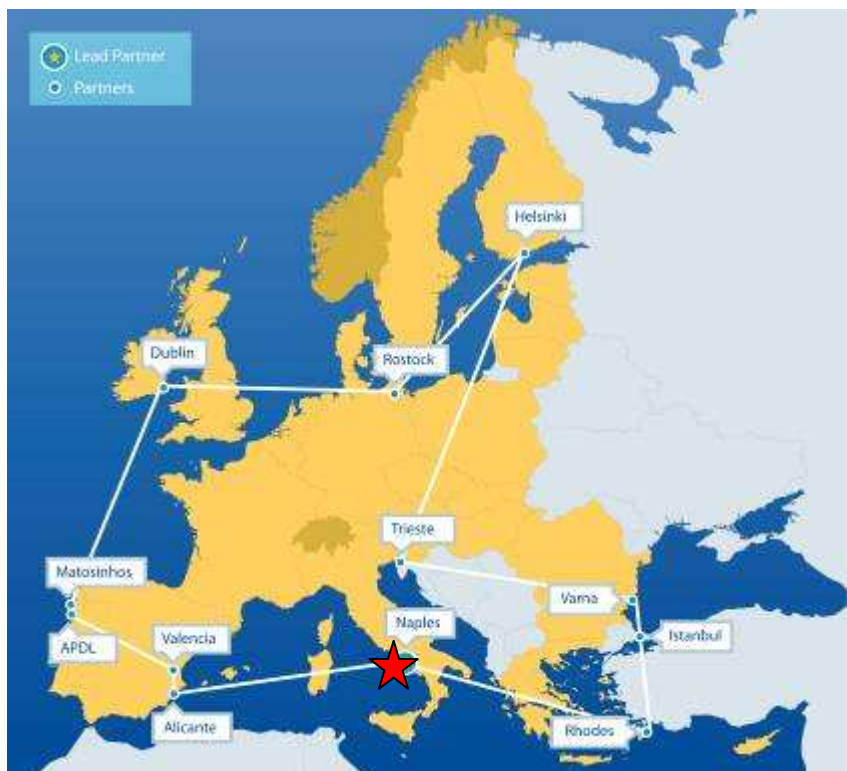 Lead Partner
Partners
Helsinki
Dublin
Rostock
Trieste
Matosinhos
Varna
Naples
Valencia
Istanbul
APDL
Alicante
Rhodes